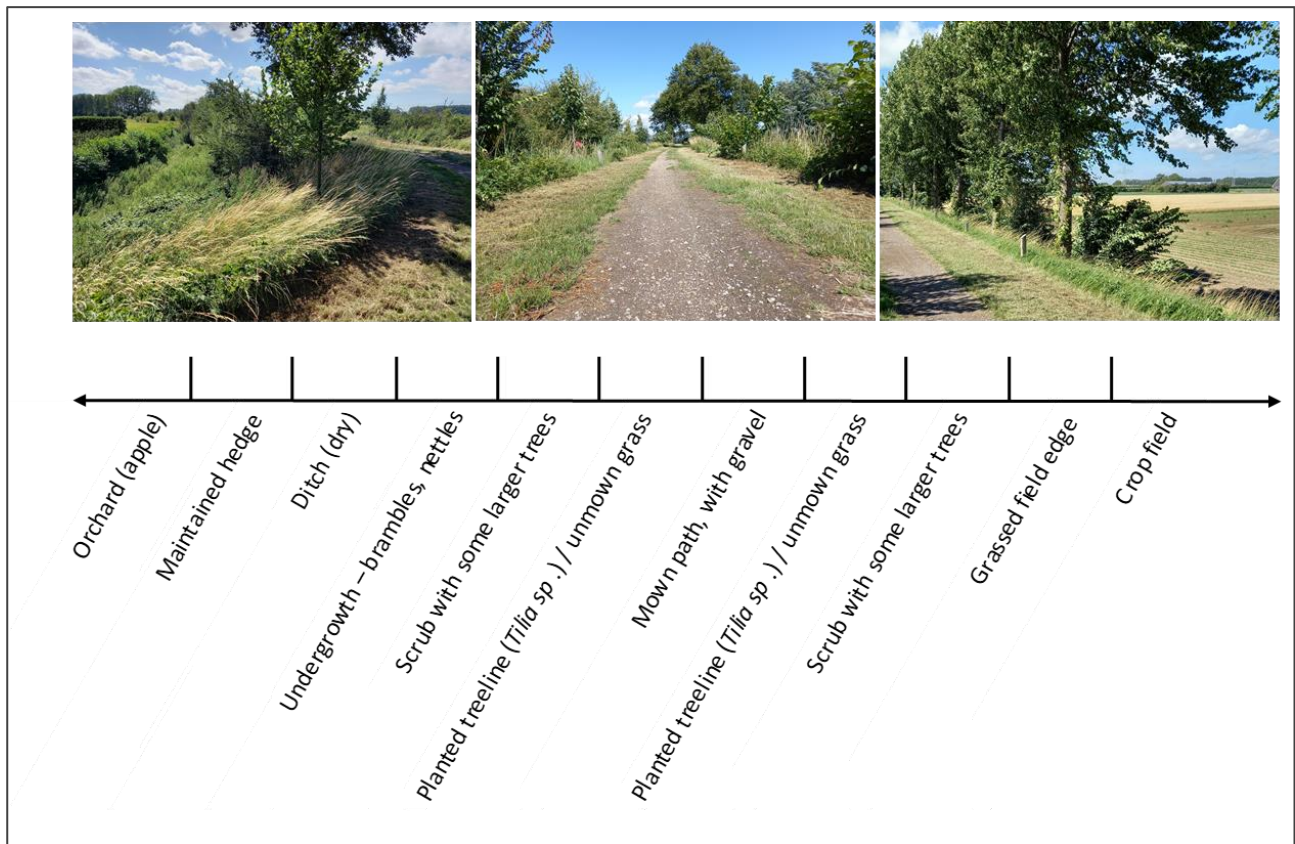 Orchard (apple)
Maintained hedge
Ditch (dry)
Undergrowth – brambles, nettles
Scrub with some larger trees
Planted treeline (Tilia sp.) / unmown grass
Mown path, with gravel
Planted treeline (Tilia sp.) / unmown grass
Scrub with some larger trees
Grassed field edge
Crop field